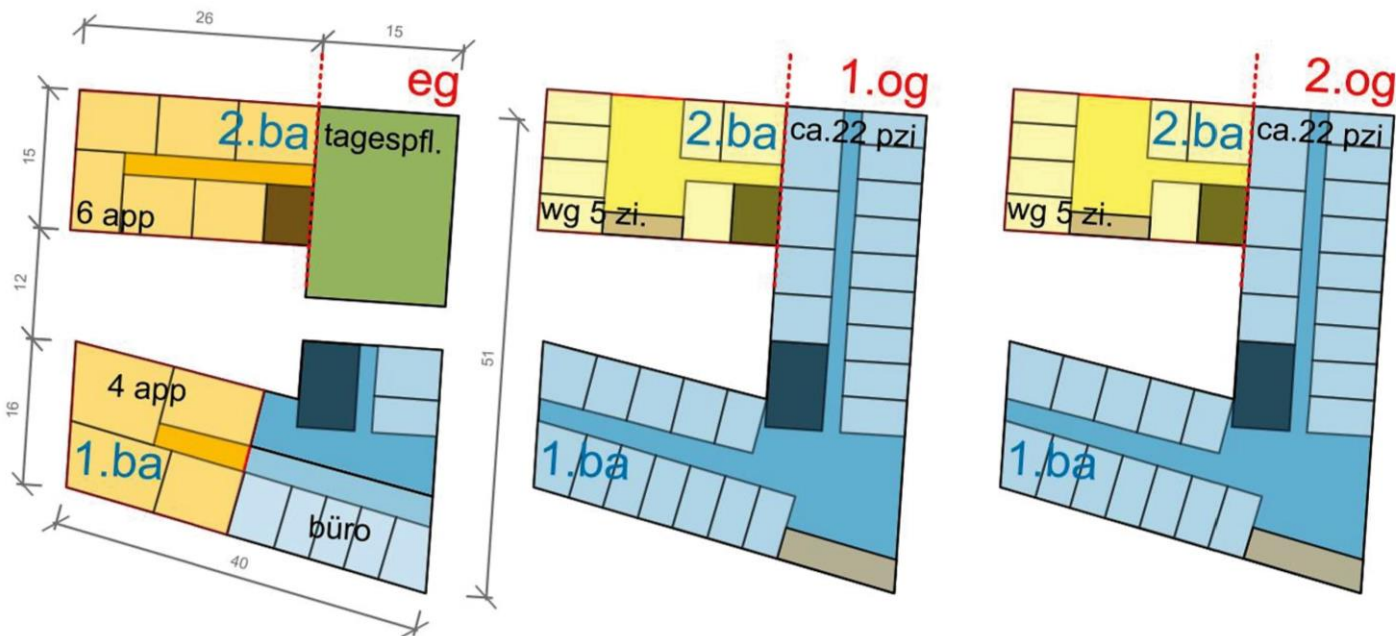 26
15
eg
2.ba
tagespfl.
6 app
15
12
16
4 app
1.ba
büro
40
51
1.og
2.ba
ca.22 pzi
wg 5 zi.
1.ba
2.og
2.ba
ca.22 pzi
wg 5 zi.
1.ba